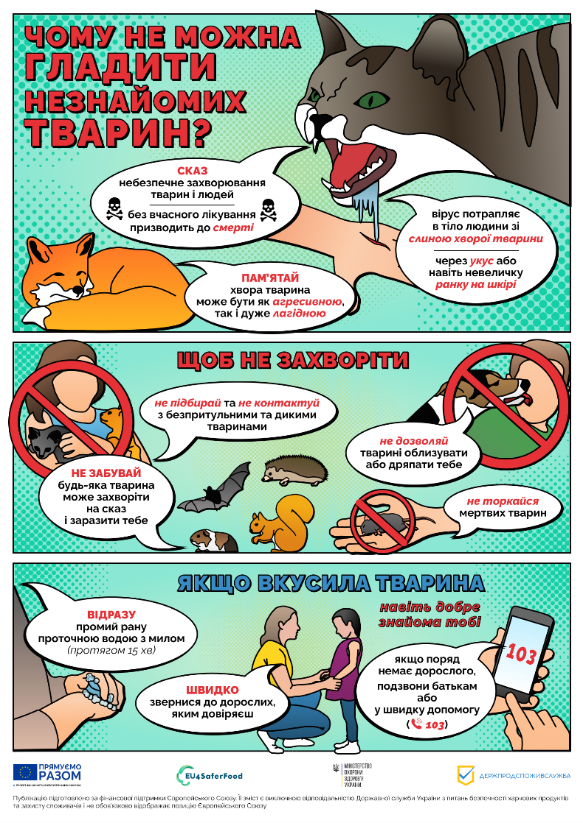 ЧОМУ НЕ МОЖНА
ГЛАДИТИ
НЕЗНАЙОМИХ
ТВАРИН?
СКАЗ
небезпечне захворювання
тварин і людей
без вчасного лікування
призводить до смерті
вірус потрапляє
в тіло людини зі
слиною хворої тварини
через укус або
навіть невеличку
ранку на шкірі
ПАМ'ЯТАЙ
хвора тварина
може бути як агресивною,
так і дуже лагідною
ЩОБ НЕ ЗАХВОРІТИ
не підбирай та не контактуй
з безпритульними та дикими
тваринами
не дозволяй
тварині облизувати
або дряпати тебе
НЕ ЗАБУВАЙ
будь-яка тварина
може захворіти
на сказ
і заразити тебе
не торкайся
мертвих тварин
ЯКЩО ВКУСИЛА ТВАРИНА
навіть добре
знайома тобі
ВІДРАЗУ
промий рану
проточною водою з милом
(протягом 15 хв)
ШВИДКО
звернися до дорослих,
яким довіряєш
якщо поряд
немає дорослого,
подзвони батькам
або
у швидку допомогу
(103)
103
ПРЯМУЄМО
РАЗОМ
EU4SaferFood
МІНІСТЕРСТВО
ОХОРОНИ
ЗДОРОВ'Я
УКРАЇНИ
ДЕРЖПРОДСПОЖИВСЛУЖБА
Публікацію підготовлено за фінансової підтримки Європейського Союзу. Її зміст є виключною відповідальністю Державної служби України з питань безпечності харчових продуктів
та захисту споживачів і не обов'язково відображає позицію Європейського Союзу